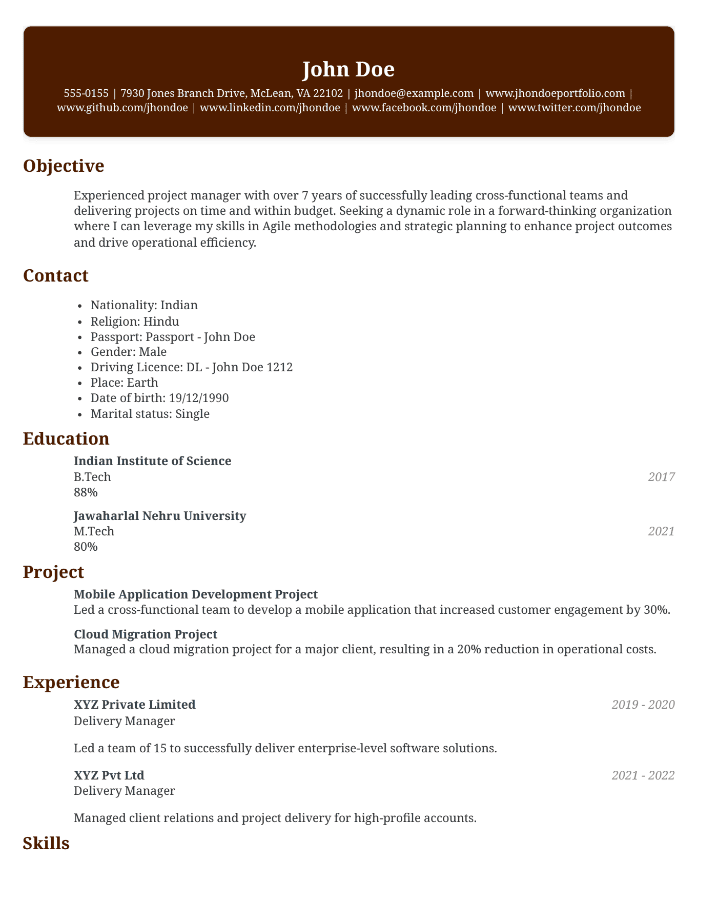 John Doe
555-0155 | 7930 Jones Branch Drive, McLean, VA 22102 | jhondoe@example.com | www.jhondoeportfolio.com |
www.github.com/jhondoe | www.linkedin.com/jhondoe | www.facebook.com/jhondoe | www.twitter.com/jhondoe
Objective
Experienced project manager with over 7 years of successfully leading cross-functional teams and
delivering projects on time and within budget. Seeking a dynamic role in a forward-thinking organization
where I can leverage my skills in Agile methodologies and strategic planning to enhance project outcomes
and drive operational efficiency.
Contact
• Nationality: Indian
• Religion: Hindu
• Passport: Passport - John Doe
• Gender: Male
• Driving Licence: DL - John Doe 1212
• Place: Earth
• Date of birth: 19/12/1990
• Marital status: Single
Education
Indian Institute of Science
B.Tech 2017
88%
Jawaharlal Nehru University
M.Tech 2021
80%
Project
Mobile Application Development Project
Led a cross-functional team to develop a mobile application that increased customer engagement by 30%.
Cloud Migration Project
Managed a cloud migration project for a major client, resulting in a 20% reduction in operational costs.
Experience
XYZ Private Limited 2019 - 2020
Delivery Manager
Led a team of 15 to successfully deliver enterprise-level software solutions.
XYZ Pvt Ltd 2021 - 2022
Delivery Manager
Managed client relations and project delivery for high-profile accounts.
Skills